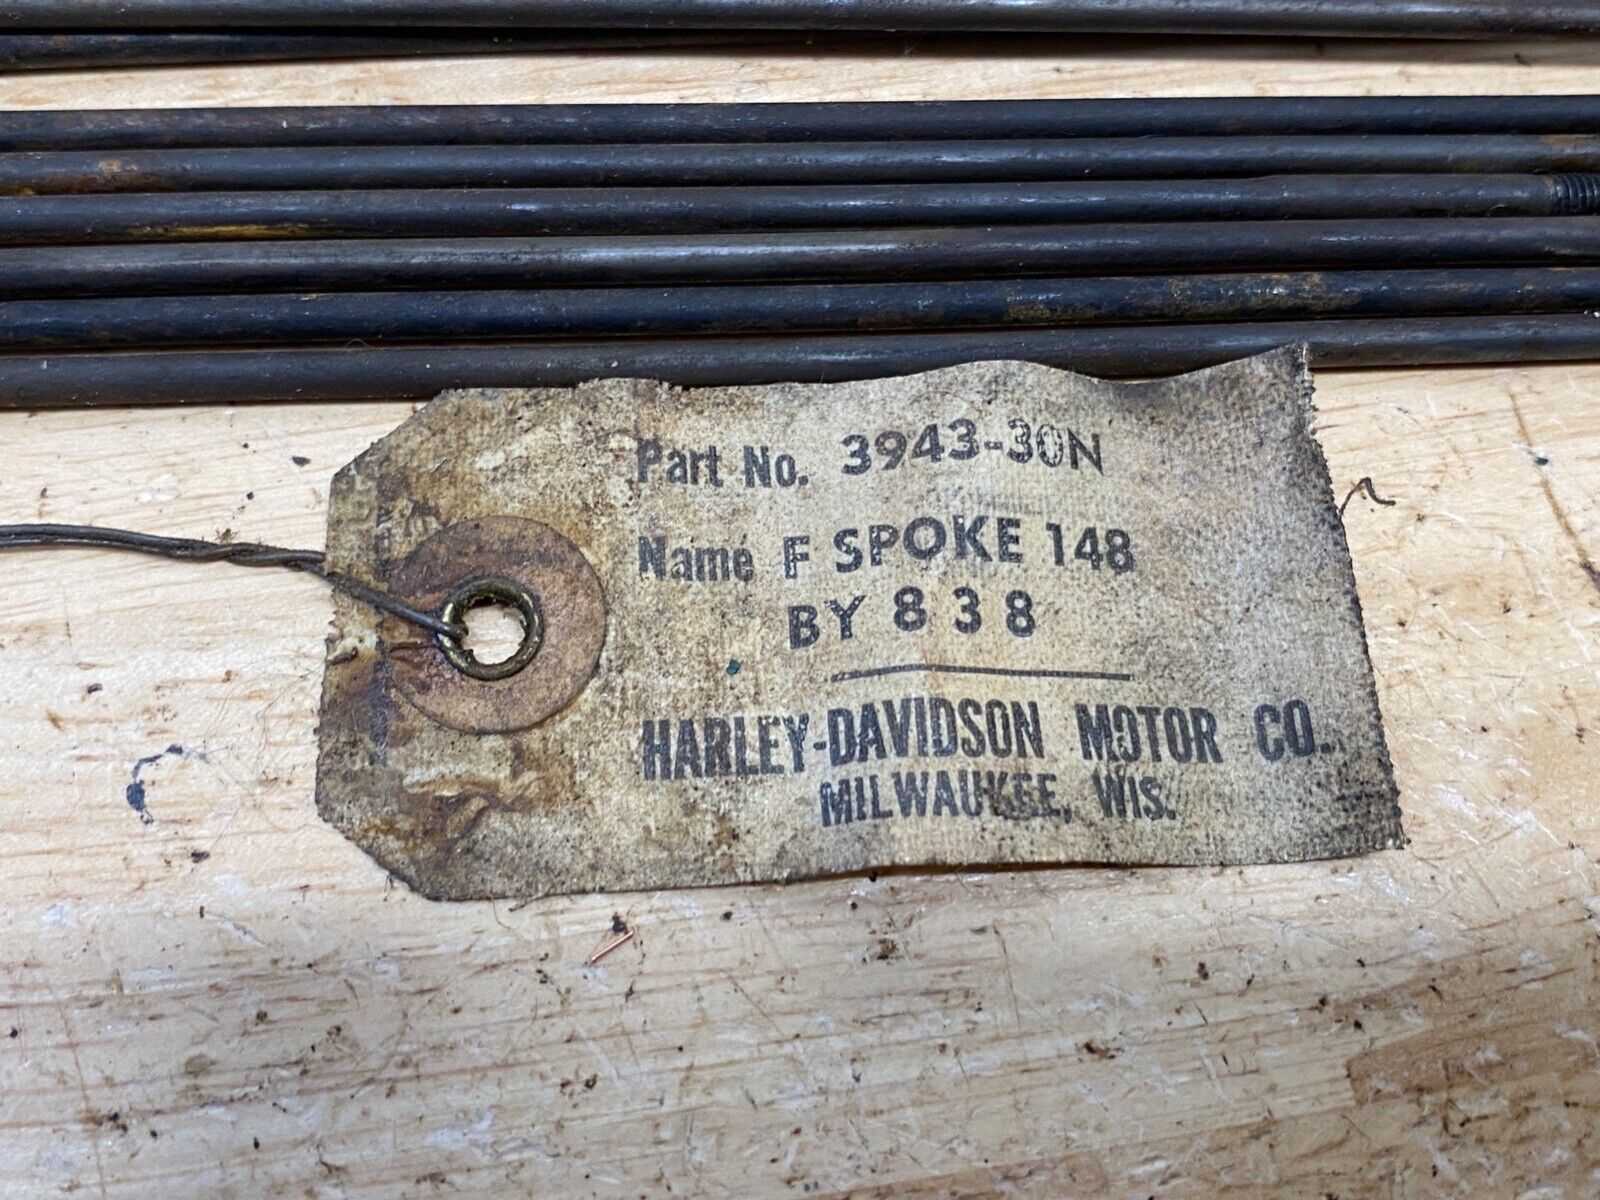 Part No. 3943-30N
Name F SPOKE 148
BY 838
HARLEY-DAVIDSON MOTOR CO.
MILWAUKEE, WIS.